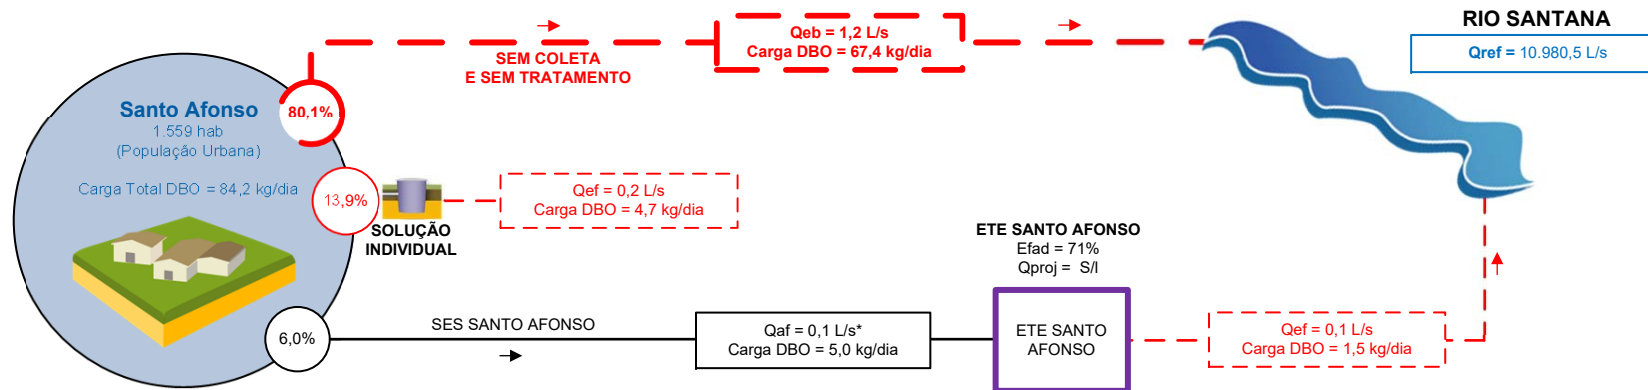 RIO SANTANA
Qref = 10.980,5 L/s
Qeb = 1,2 L/s
Carga DBO = 67,4 kg/dia
SEM COLETA
E SEM TRATAMENTO
80,1%
Santo Afonso
1.559 hab
(População Urbana)
Carga Total DBO = 84,2 kg/dia
13,9%
SOLUÇÃO
INDIVIDUAL
Qef = 0,2 L/s
Carga DBO = 4,7 kg/dia
ETE SANTO AFONSO
Efad = 71%
Qproj = S/I
6,0%
SES SANTO AFONSO
Qaf = 0,1 L/s*
Carga DBO = 5,0 kg/dia
ETE SANTO
AFONSO
Qef = 0,1 L/s
Carga DBO = 1,5 kg/dia